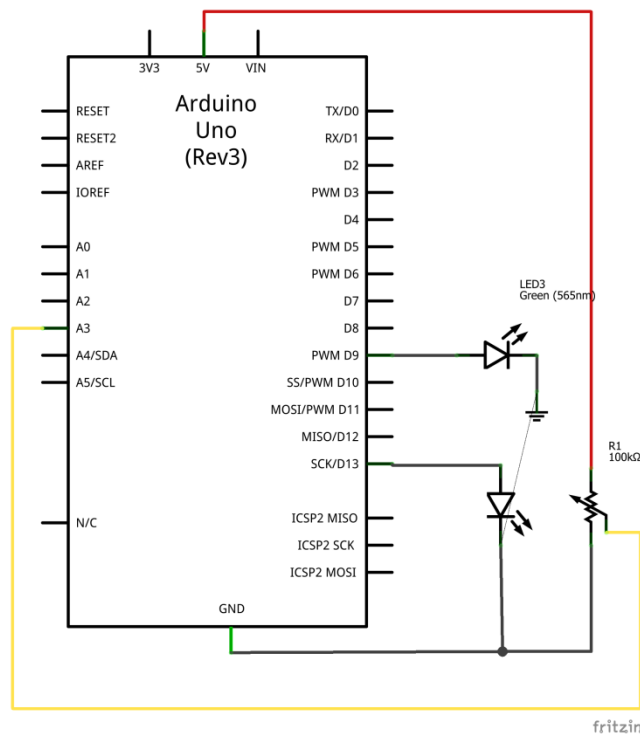 3V3
5V
VIN
Arduino
Uno
(Rev3)
RESET
RESET2
AREF
IOREF
A0
A1
A2
A3
A4/SDA
A5/SCL
N/C
TX/D0
RX/D1
D2
PWM D3
D4
PWM D5
PWM D6
D7
D8
PWM D9
SS/PWM D10
MOSI/PWM D11
MISO/D12
SCK/D13
ICSP2 MISO
ICSP2 SCK
ICSP2 MOSI
GND
LED3
Green (565nm)
R1
100kΩ
fritzin